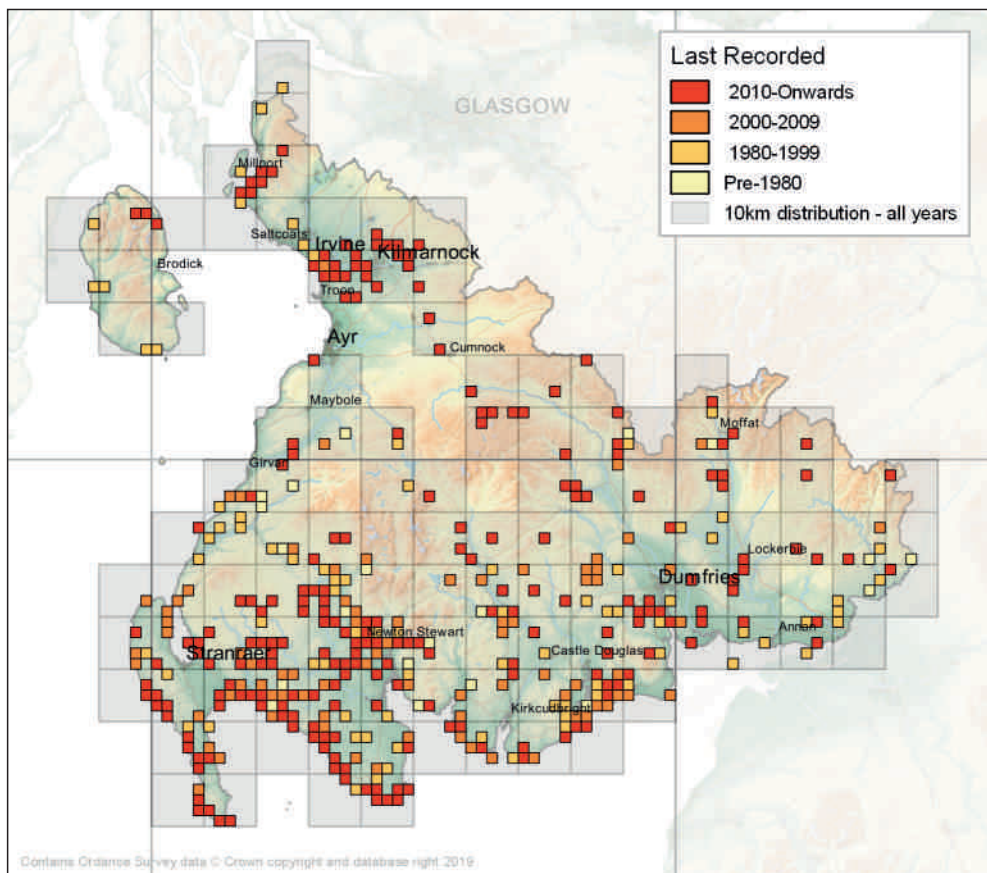 Last Recorded
2010-Onwards
2000-2009
1980-1999
Pre-1980
10km distribution - all years
GLASGOW
Millport
Saltcoats
Irvine
Kilmarnock
Brodick
Troon
Ayr
Cumnock
Maybole
Moffat
Girvan
Lockerbie
Dumfries
Newton Stewart
Annan
Stranraer
Castle Douglas
Kirkcudbright
Contains Ordance Survey data © Crown copyright and database right 2019